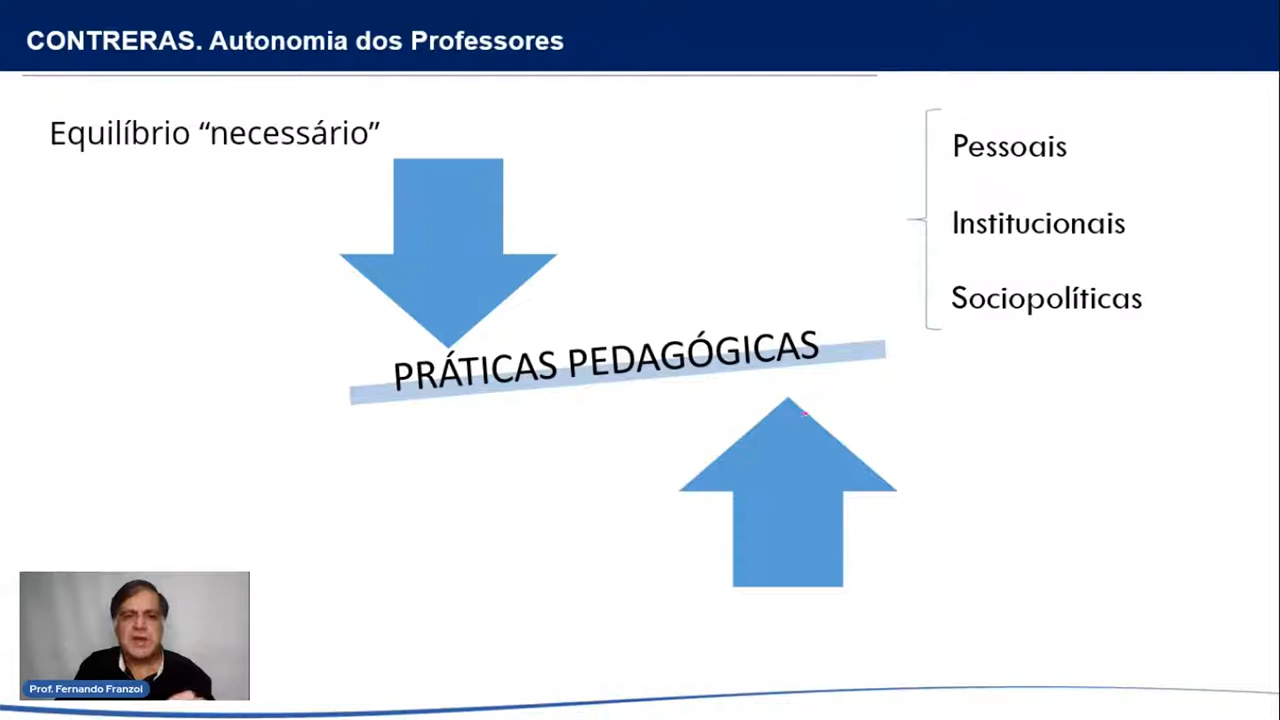 CONTRERAS. Autonomia dos Professores
Equilíbrio “necessário”
Pessoais
Institucionais
Sociopolíticas
PRÁTICAS PEDAGÓGICAS
Prof. Fernando Franzoi